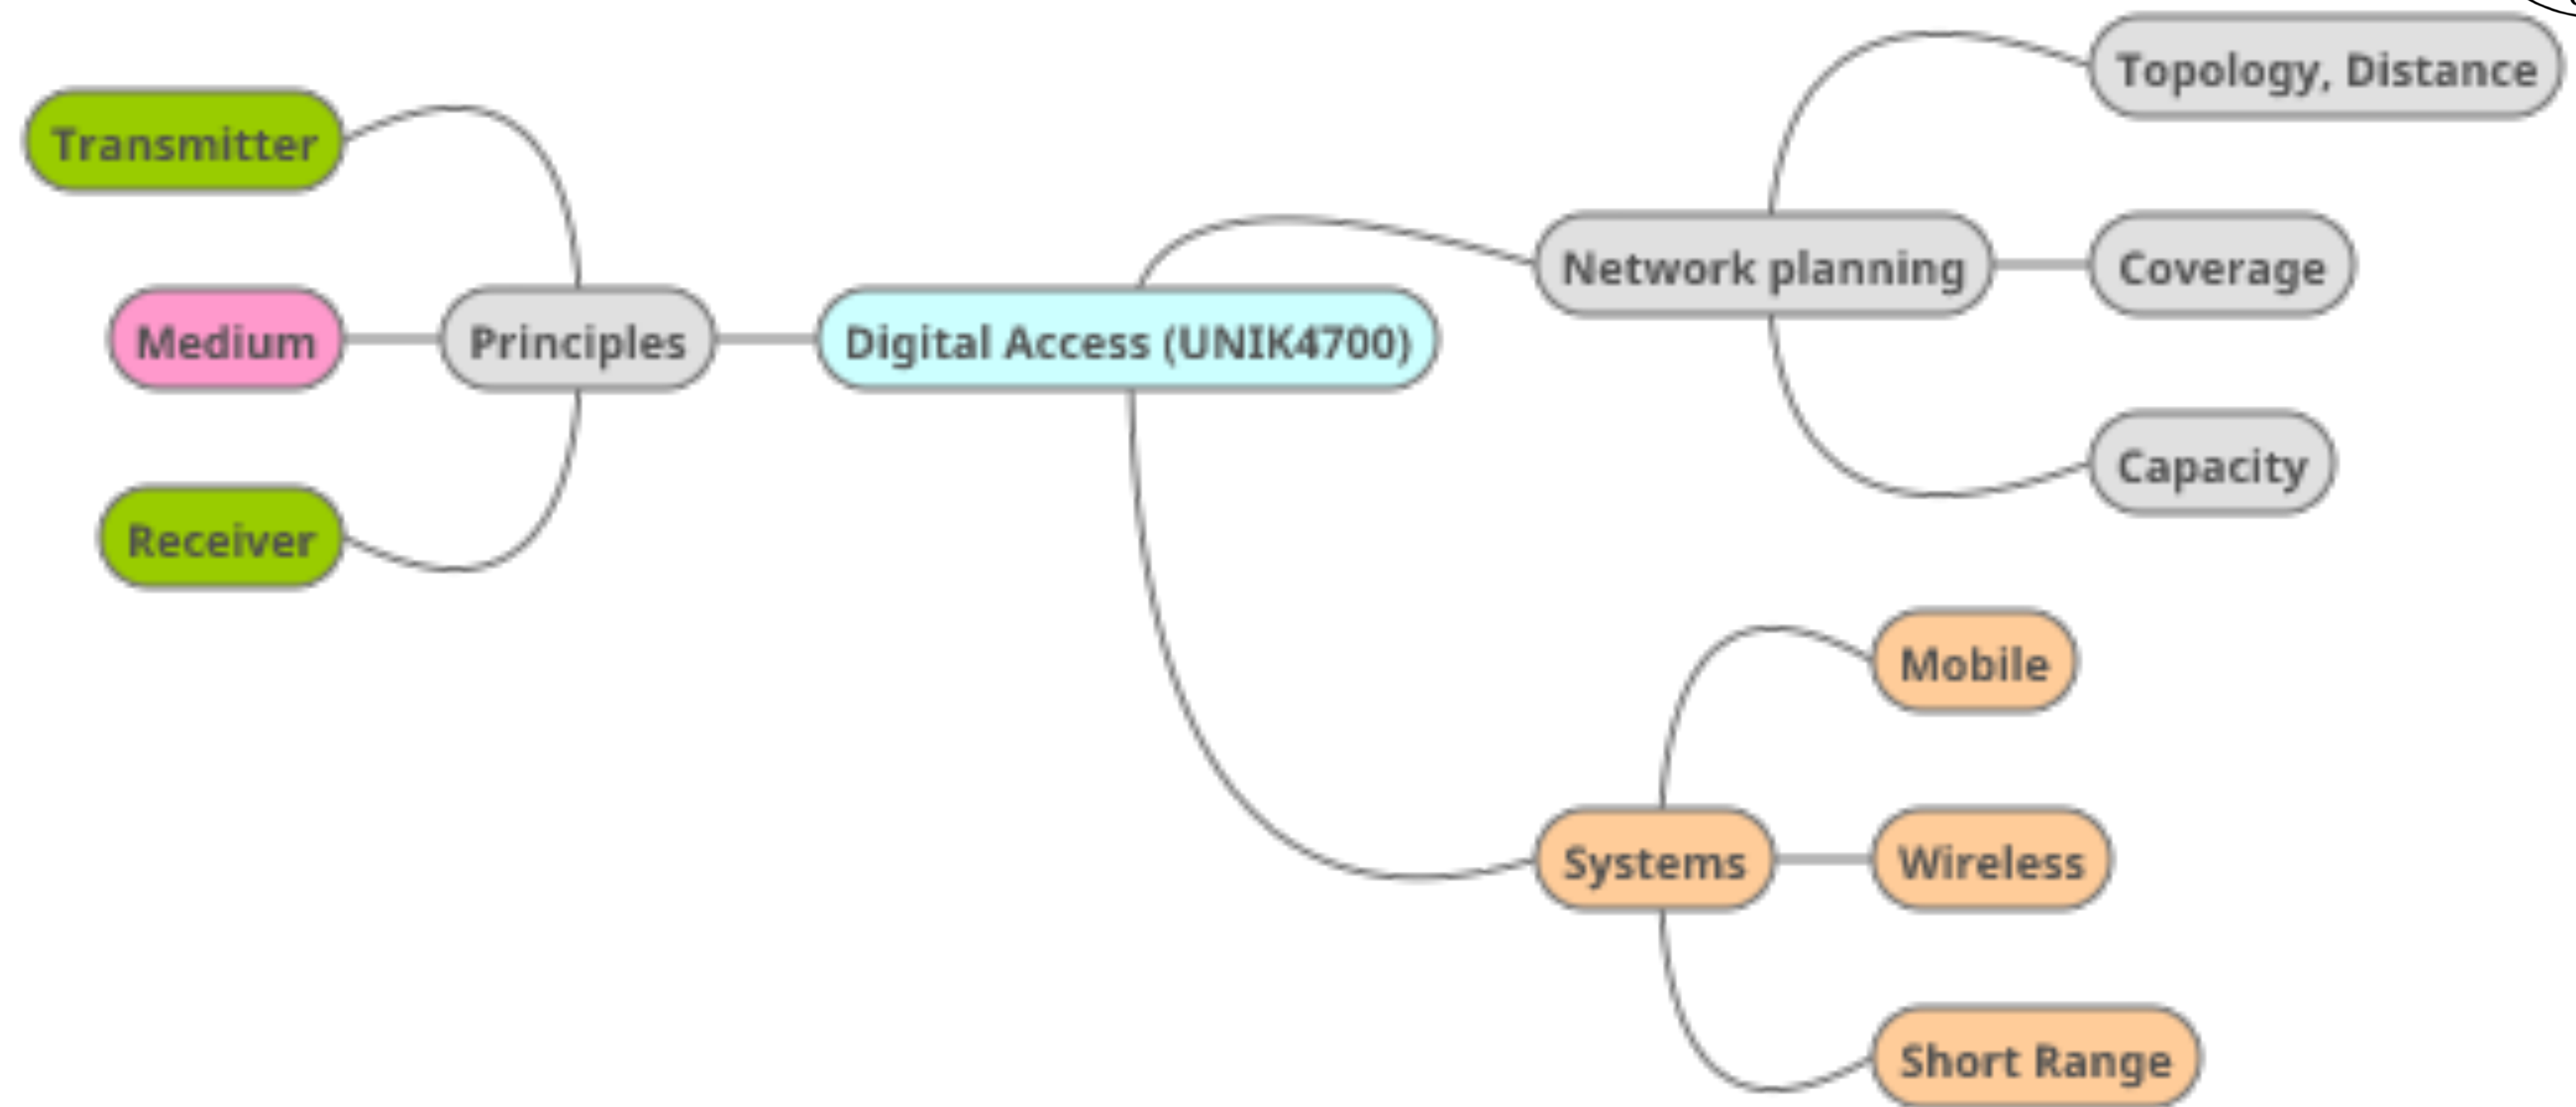 Transmitter
Medium
Receiver
Principles
Digital Access (UNIK4700)
Network planning
Topology, Distance
Coverage
Capacity
Systems
Mobile
Wireless
Short Range